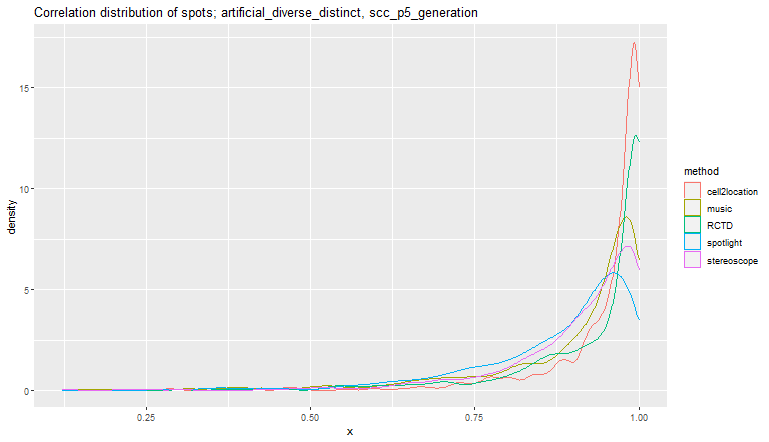 Correlation distribution of spots; artificial_diverse_distinct, scc_p5_generation
15
10
5
0
density
0.25
0.50
0.75
1.00
x
method
cell2location
music
RCTD
spotlight
stereoscope